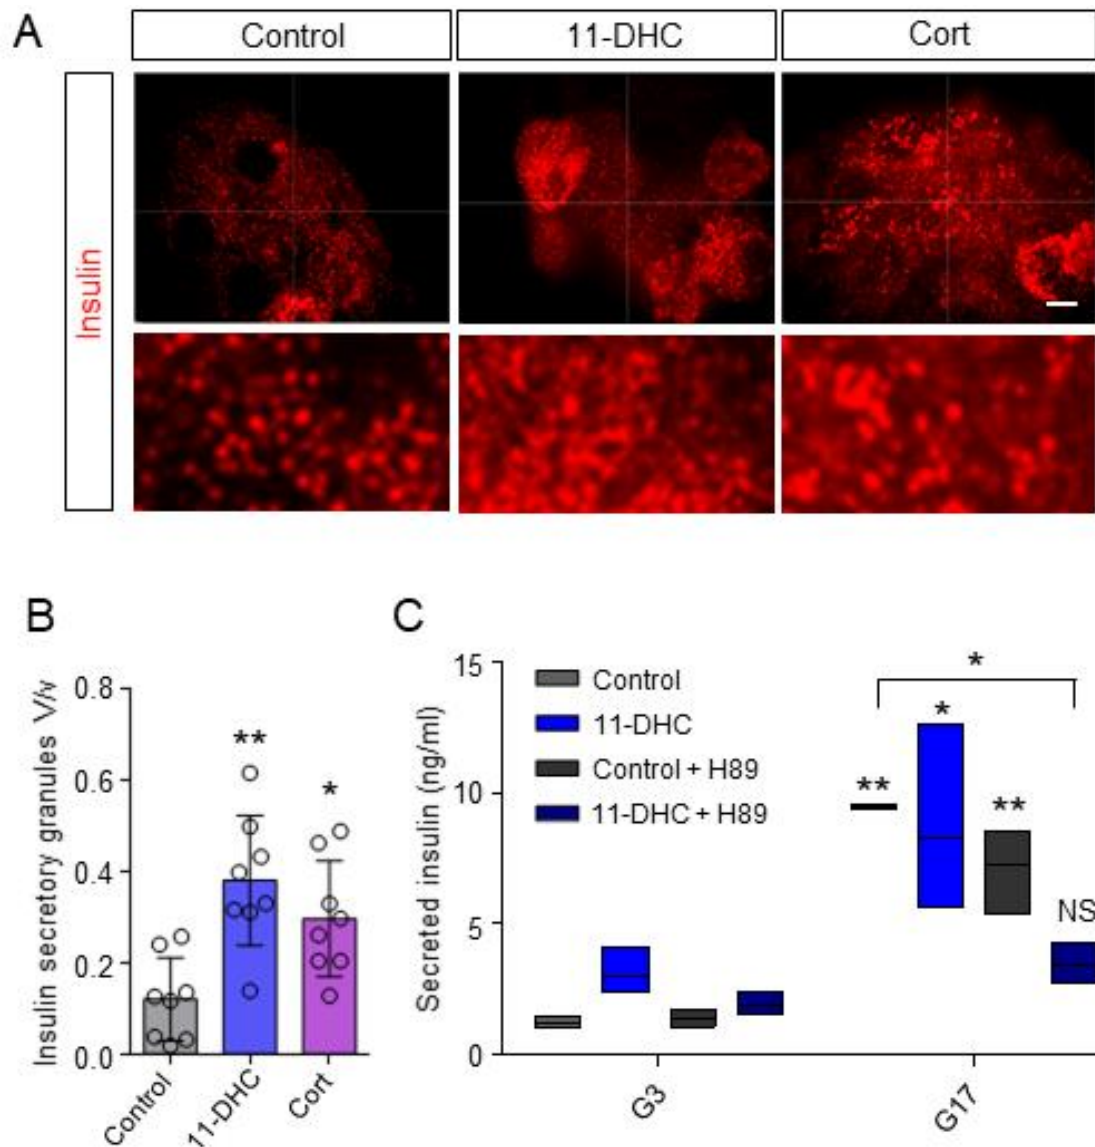 A
Control
11-DHC
Cort
Insulin
B
Insulin secretory granules V/v
0.8
0.6
0.4
0.2
0.0
**
*
Control
11-DHC
Cort
C
Secreted insulin (ng/ml)
15
10
5
0
Control
11-DHC
Control + H89
11-DHC + H89
*
**
*
**
NS
G3
G17